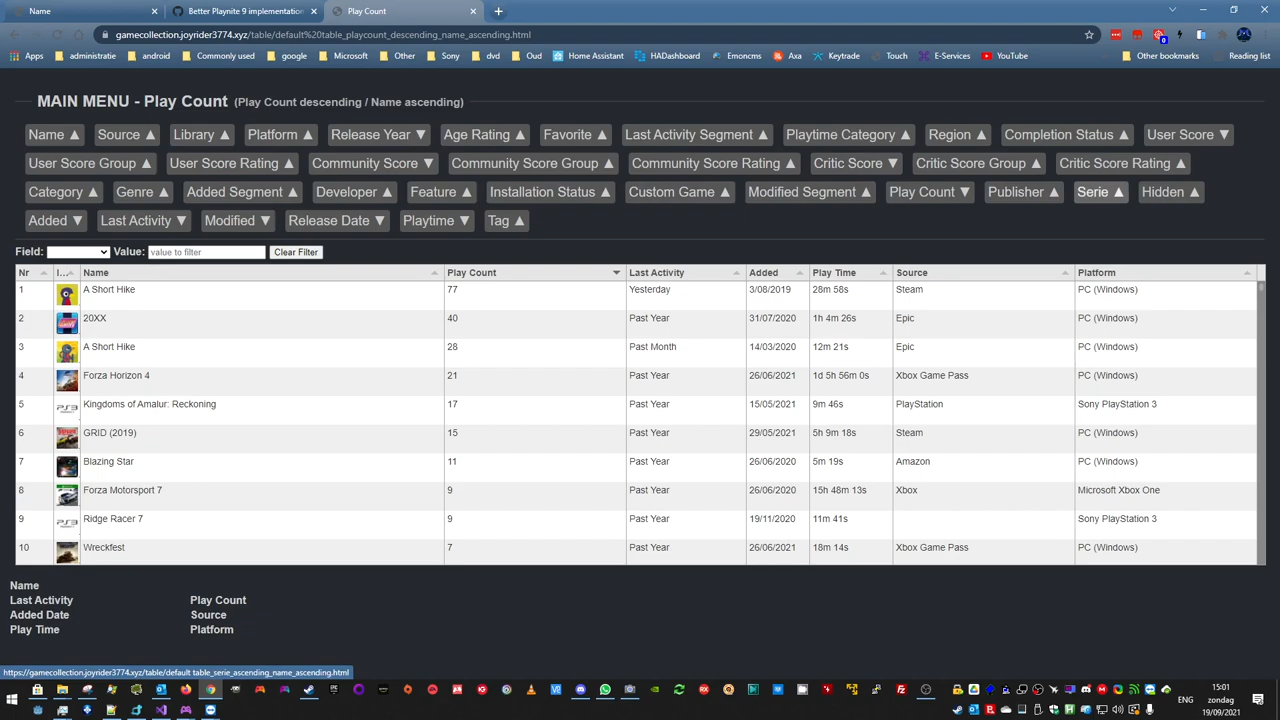 Name
Better Playnite 9 implementation
Play Count
gamecollection.joyrider3774.xyz/table/default%20table_playcount_descending_name_ascending.html
Apps administratie android Commonly used google Microsoft Other Sony dvd Oud Home Assistant HADashboard Emoncms Axa Keytrade Touch E-Services YouTube Other bookmarks Reading list
MAIN MENU - Play Count (Play Count descending / Name ascending)
Name ▲ Source ▲ Library ▲ Platform ▲ Release Year ▼ Age Rating ▲ Favorite ▲ Last Activity Segment ▲ Playtime Category ▲ Region ▲ Completion Status ▲ User Score ▼
User Score Group ▲ User Score Rating ▲ Community Score ▼ Community Score Group ▲ Community Score Rating ▲ Critic Score ▼ Critic Score Group ▲ Critic Score Rating ▲
Category ▲ Genre ▲ Added Segment ▲ Developer ▲ Feature ▲ Installation Status ▲ Custom Game ▲ Modified Segment ▲ Play Count ▼ Publisher ▲ Serie ▲ Hidden ▲
Added ▼ Last Activity ▼ Modified ▼ Release Date ▼ Playtime ▼ Tag ▲
Field: Value: value to filter Clear Filter
Nr I... Name Play Count Last Activity Added Play Time Source Platform
1 A Short Hike 77 Yesterday 3/08/2019 28m 58s Steam PC (Windows)
2 20XX 40 Past Year 31/07/2020 1h 4m 26s Epic PC (Windows)
3 A Short Hike 28 Past Month 14/03/2020 12m 21s Epic PC (Windows)
4 Forza Horizon 4 21 Past Year 26/06/2021 1d 5h 56m 0s Xbox Game Pass PC (Windows)
5 PS3 Kingdoms of Amalur: Reckoning 17 Past Year 15/05/2021 9m 46s PlayStation Sony PlayStation 3
6 GRID (2019) 15 Past Year 29/05/2021 5h 9m 18s Steam PC (Windows)
7 Blazing Star 11 Past Year 26/06/2020 5m 19s Amazon PC (Windows)
8 Forza Motorsport 7 9 Past Year 26/06/2020 15h 48m 13s Xbox Microsoft Xbox One
9 PS3 Ridge Racer 7 9 Past Year 19/11/2020 11m 41s Sony PlayStation 3
10 Wreckfest 7 Past Year 26/06/2021 18m 14s Xbox Game Pass PC (Windows)
Name
Last Activity Play Count
Added Date Source
Play Time Platform
https://gamecollection.joyrider3774.xyz/table/default table_serie_ascending_name_ascending.html
ENG
15:01
zondag
19/09/2021